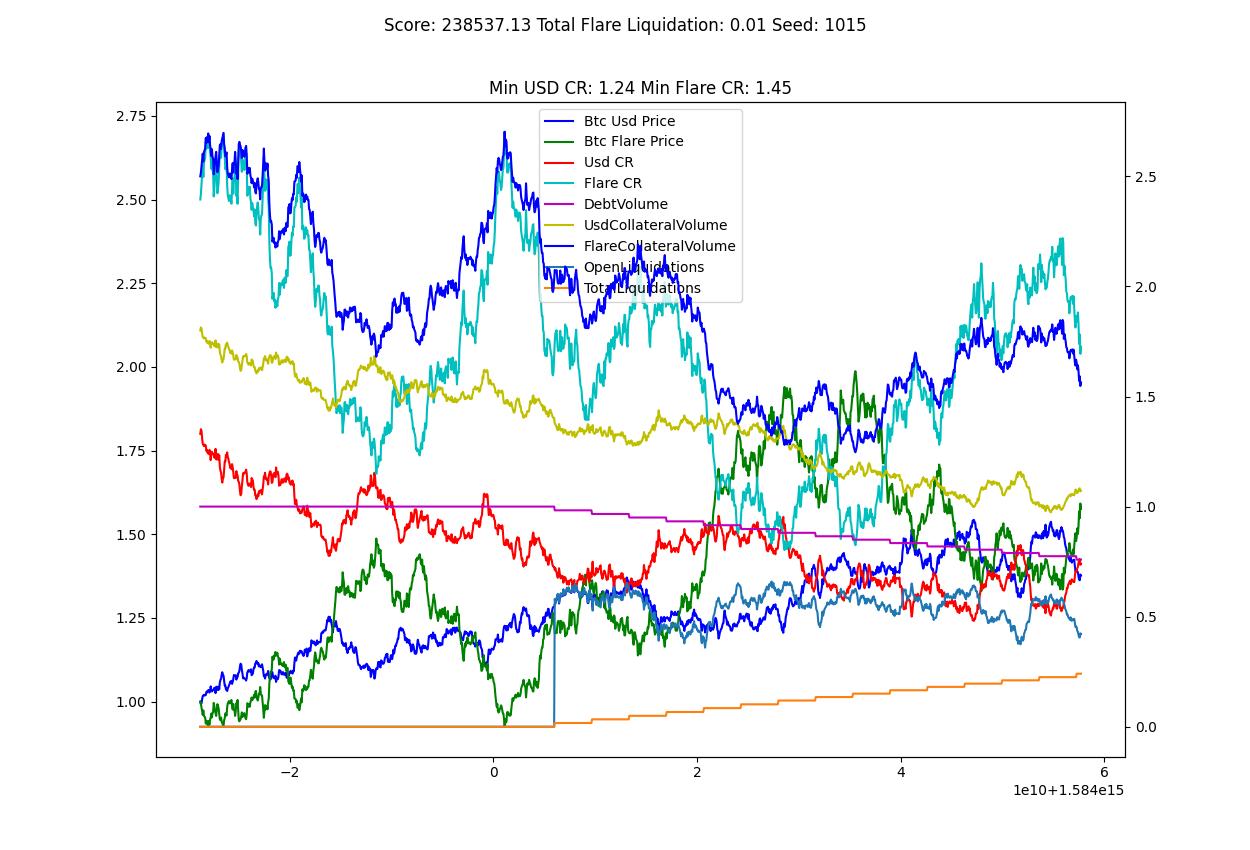 Score: 238537.13 Total Flare Liquidation: 0.01 Seed: 1015
Min USD CR: 1.24 Min Flare CR: 1.45
Btc Usd Price
Btc Flare Price
Usd CR
Flare CR
DebtVolume
UsdCollateralVolume
FlareCollateralVolume
OpenLiquidations
TotalLiquidations
2.75
2.50
2.25
2.00
1.75
1.50
1.25
1.00
2.5
2.0
1.5
1.0
0.5
0.0
−2
0
2
4
6
1e10+1.584e15